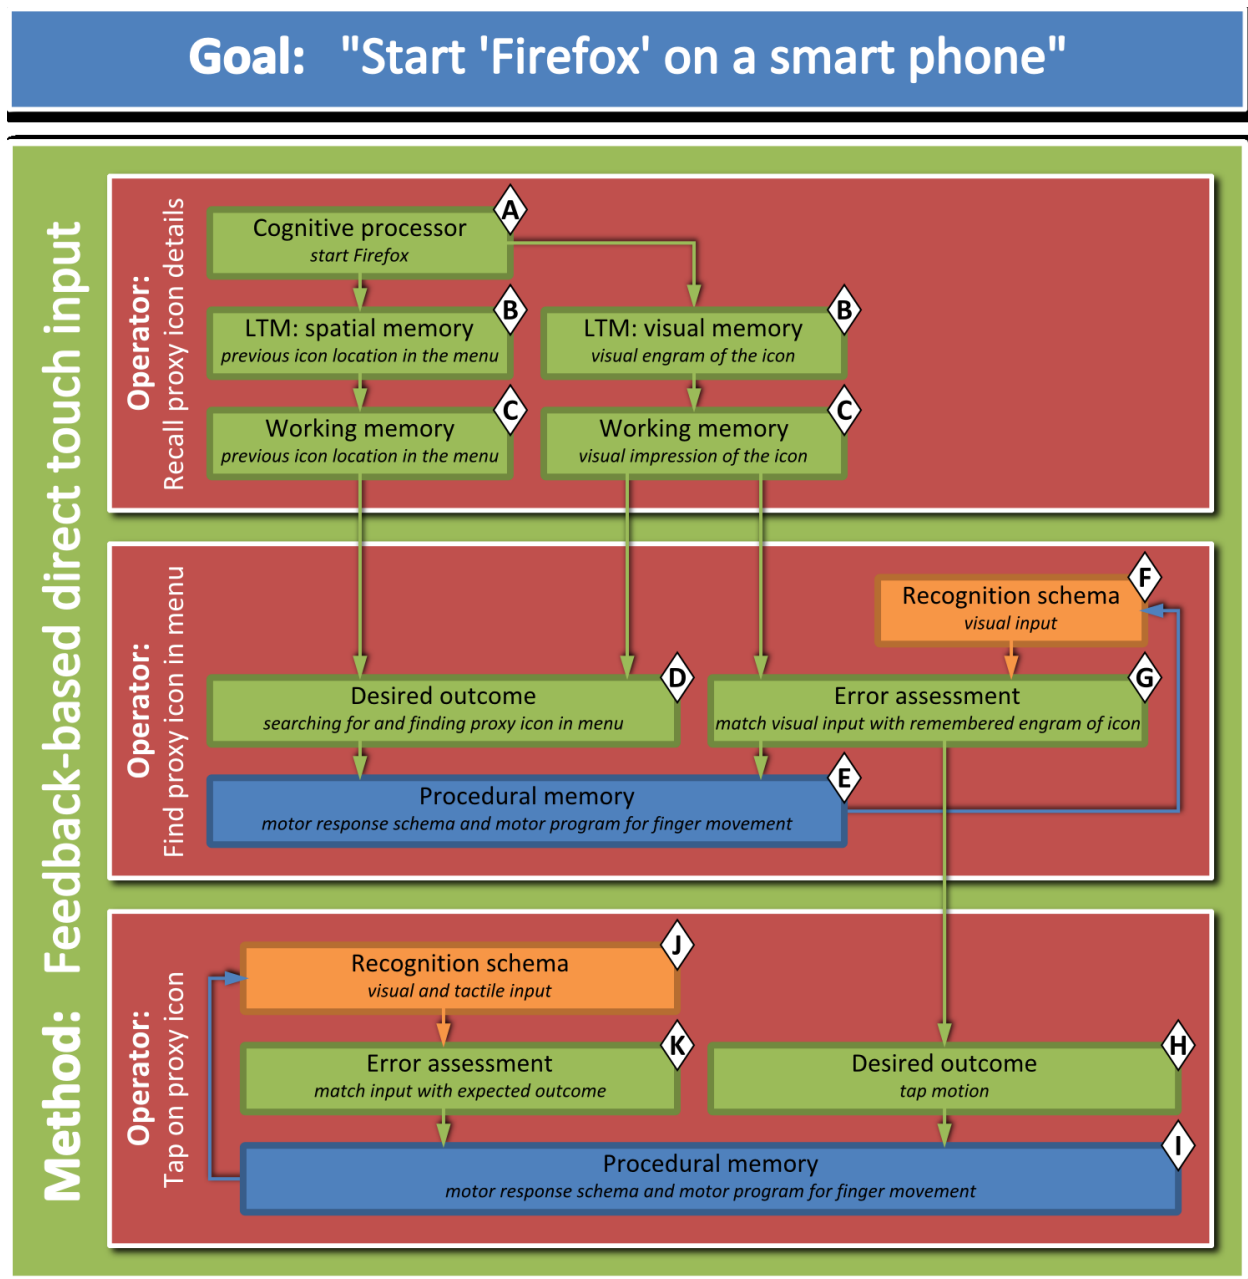 Goal: "Start 'Firefox' on a smart phone"
Method: Feedback-based direct touch input
Operator:
Recall proxy icon details
A
Cognitive processor
start Firefox
B
LTM: spatial memory
previous icon location in the menu
B
LTM: visual memory
visual engram of the icon
C
Working memory
previous icon location in the menu
C
Working memory
visual impression of the icon
Operator:
Find proxy icon in menu
F
Recognition schema
visual input
D
Desired outcome
searching for and finding proxy icon in menu
G
Error assessment
match visual input with remembered engram of icon
E
Procedural memory
motor response schema and motor program for finger movement
Operator:
Tap on proxy icon
J
Recognition schema
visual and tactile input
K
Error assessment
match input with expected outcome
H
Desired outcome
tap motion
I
Procedural memory
motor response schema and motor program for finger movement